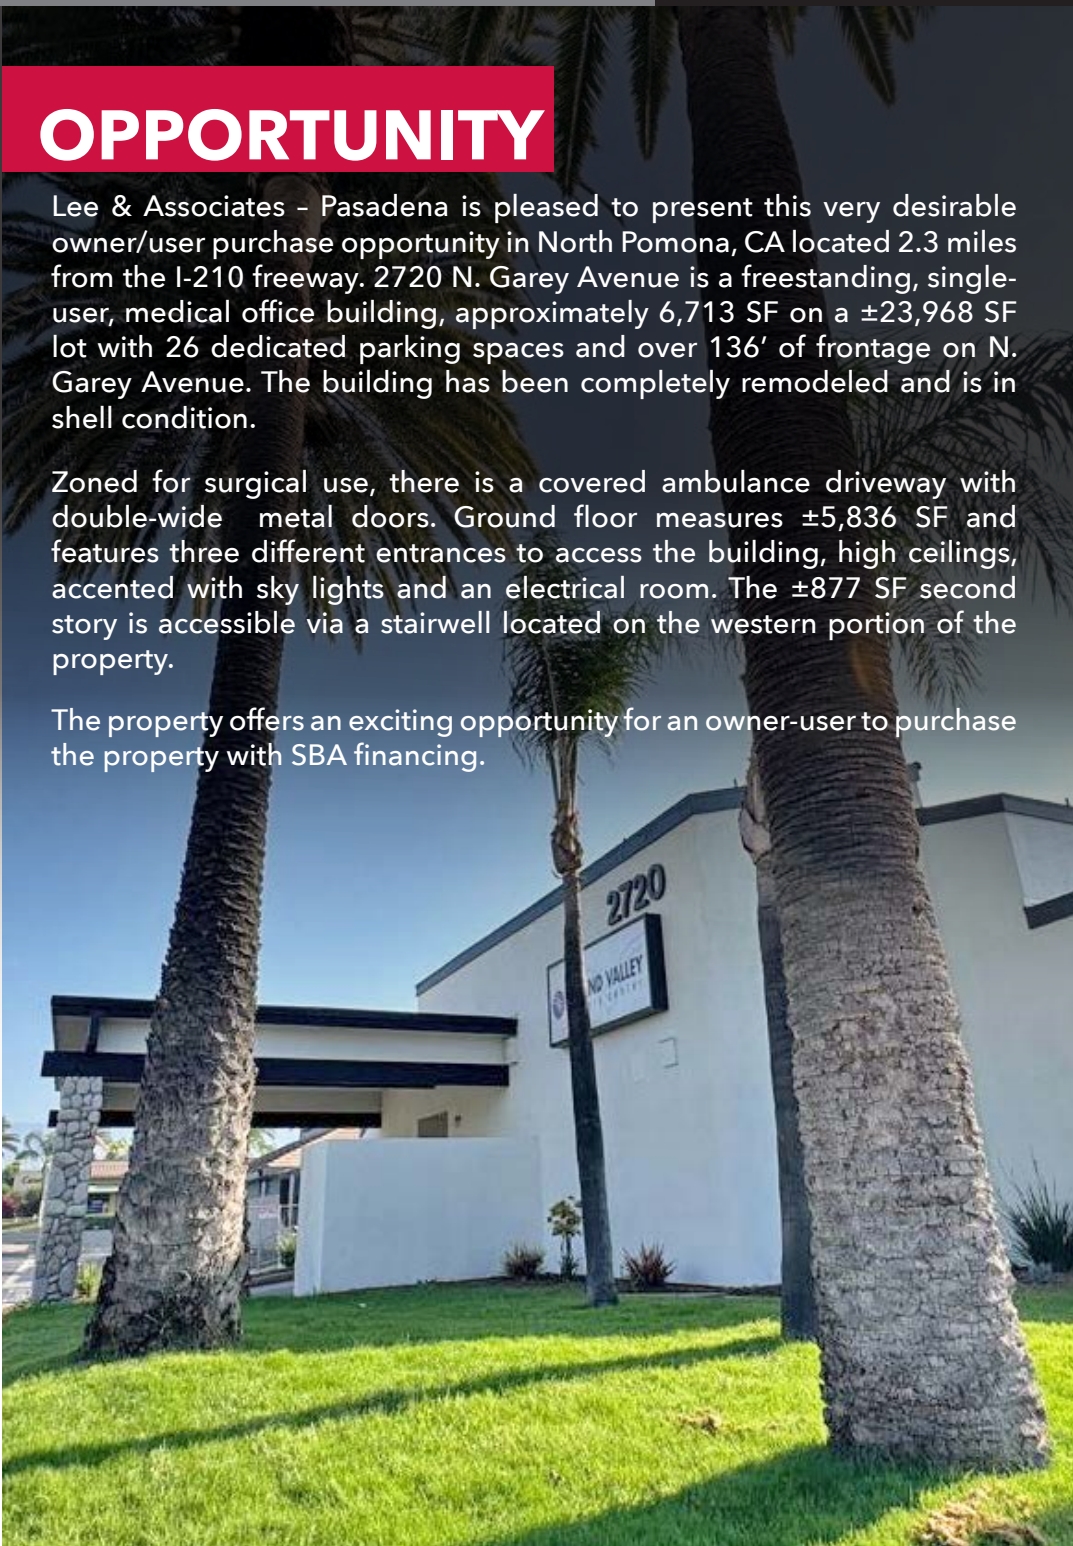 OPPORTUNITY
Lee & Associates – Pasadena is pleased to present this very desirable
owner/user purchase opportunity in North Pomona, CA located 2.3 miles
from the I-210 freeway. 2720 N. Garey Avenue is a freestanding, single-
user, medical office building, approximately 6,713 SF on a ±23,968 SF
lot with 26 dedicated parking spaces and over 136’ of frontage on N.
Garey Avenue. The building has been completely remodeled and is in
shell condition.
Zoned for surgical use, there is a covered ambulance driveway with
double-wide metal doors. Ground floor measures ±5,836 SF and
features three different entrances to access the building, high ceilings,
accented with sky lights and an electrical room. The ±877 SF second
story is accessible via a stairwell located on the western portion of the
property.
The property offers an exciting opportunity for an owner-user to purchase
the property with SBA financing.
2720
VALLEY